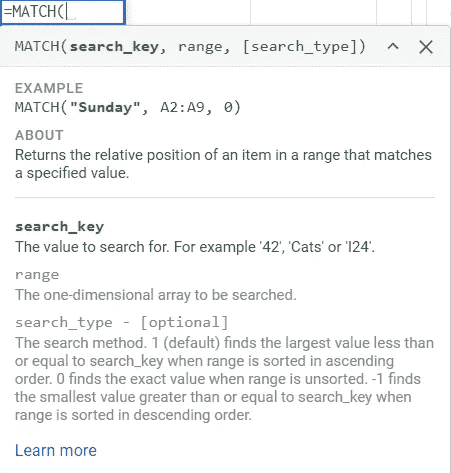 =MATCH(
MATCH(search_key, range, [search_type])
EXAMPLE
MATCH("Sunday", A2:A9, 0)
ABOUT
Returns the relative position of an item in a range that matches
a specified value.
search_key
The value to search for. For example '42', 'Cats' or 'I24'.
range
The one-dimensional array to be searched.
search_type - [optional]
The search method. 1 (default) finds the largest value less than
or equal to search_key when range is sorted in ascending
order. 0 finds the exact value when range is unsorted. -1 finds
the smallest value greater than or equal to search_key when
range is sorted in descending order.
Learn more